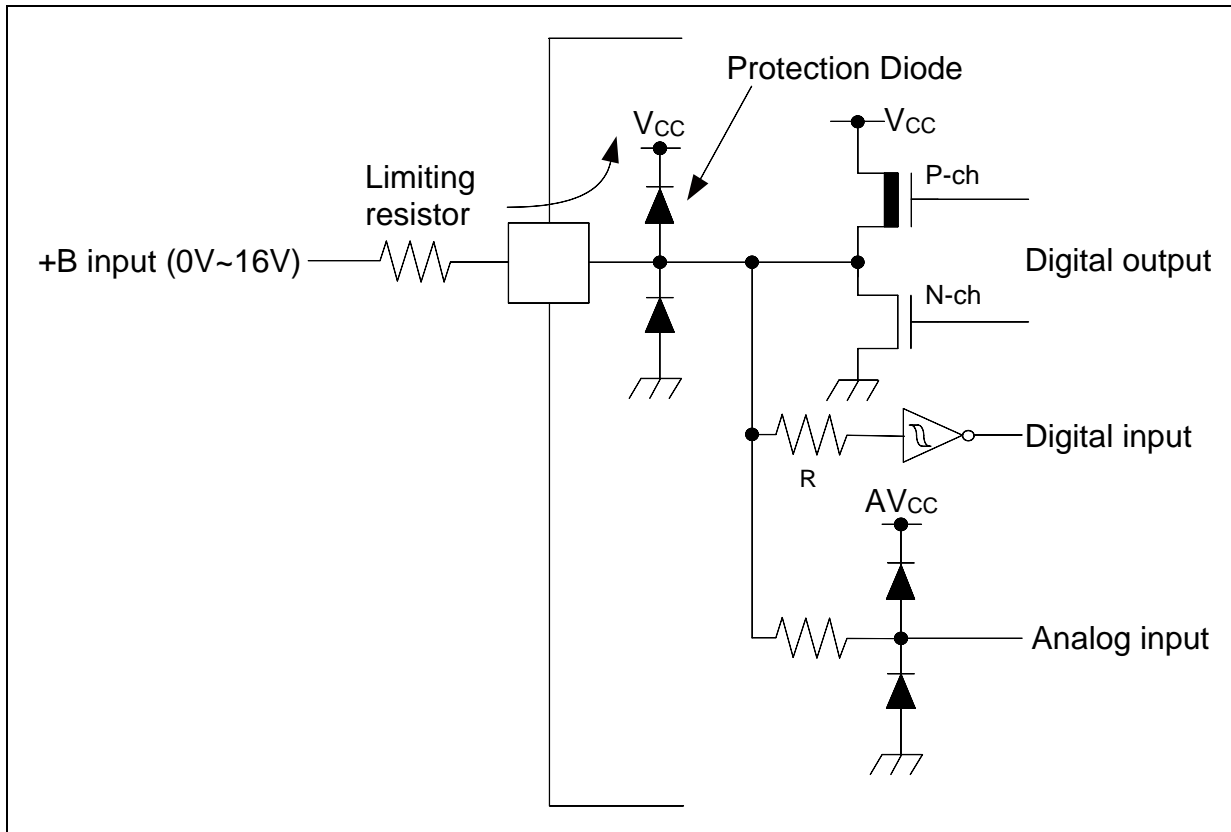 Protection Diode
VCC
VCC
Limiting
resistor
P-ch
+B input (0V~16V)
Digital output
N-ch
Digital input
R
AVCC
Analog input